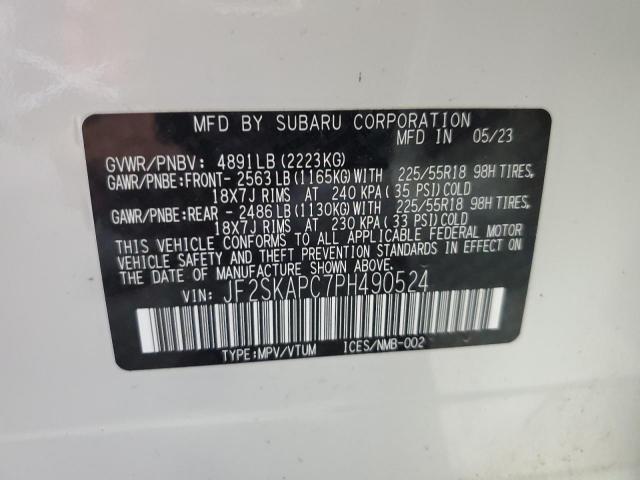 MFD BY SUBARU CORPORATION
MFD IN 05/23
GVWR/PNBV: 4891LB(2223KG)
GAWR/PNBE:FRONT-2563LB(1165KG)WITH 225/55R18 98H TIRES,
18X7J RIMS AT 240 KPA(35 PSI)COLD
GAWR/PNBE:REAR -2486LB(1130KG)WITH 225/55R18 98H TIRES,
18X7J RIMS AT 230 KPA(33 PSI)COLD
THIS VEHICLE CONFORMS TO ALL APPLICABLE FEDERAL MOTOR
VEHICLE SAFETY AND THEFT PREVENTION STANDARDS IN EFFECT ON
THE DATE OF MANUFACTURE SHOWN ABOVE.
VIN: JF2SKAPC7PH490524
TYPE:MPV/VTUM ICES/NMB-002